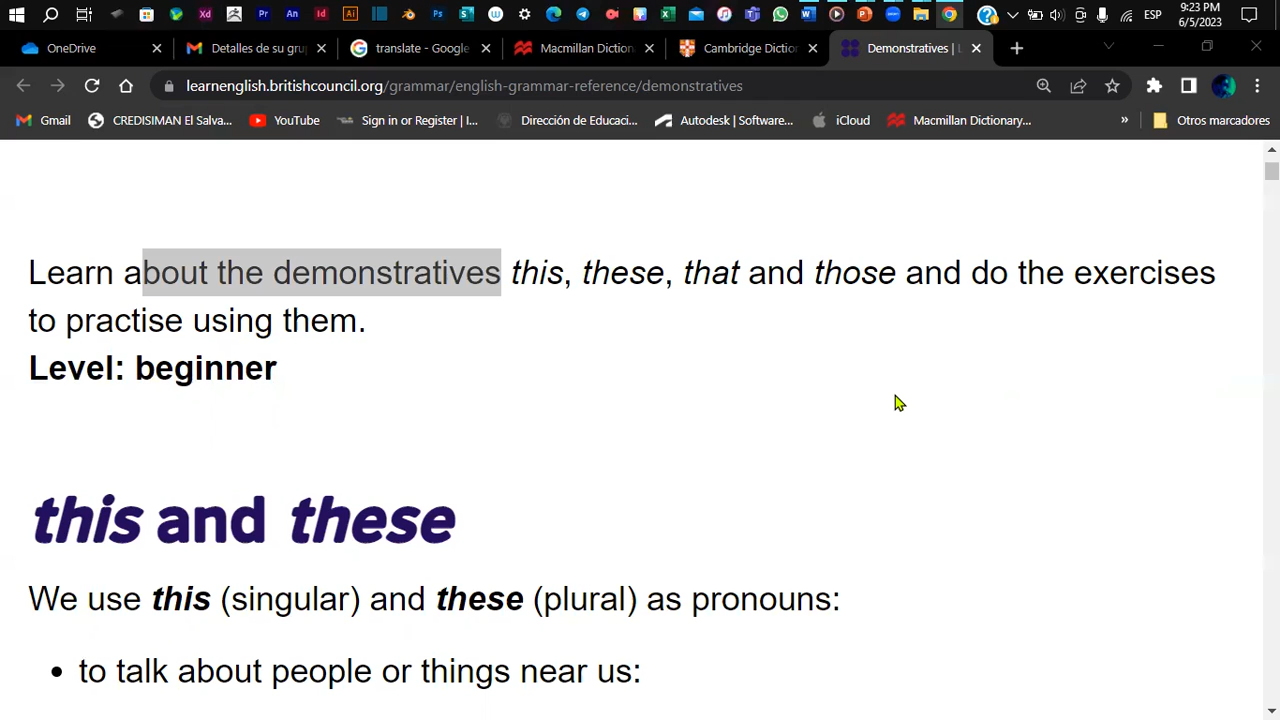 9:23 PM
ESP
6/5/2023
OneDrive
Detalles de su gru
translate - Google
Macmillan Diction
Cambridge Dictio
Demonstratives | L
learnenglish.britishcouncil.org/grammar/english-grammar-reference/demonstratives
Gmail
CREDISIMAN El Salva...
YouTube
Sign in or Register | I...
Dirección de Educaci...
Autodesk | Software...
iCloud
Macmillan Dictionary...
»
Otros marcadores
Learn about the demonstratives this, these, that and those and do the exercises
to practise using them.
Level: beginner
this and these
We use this (singular) and these (plural) as pronouns:
• to talk about people or things near us: